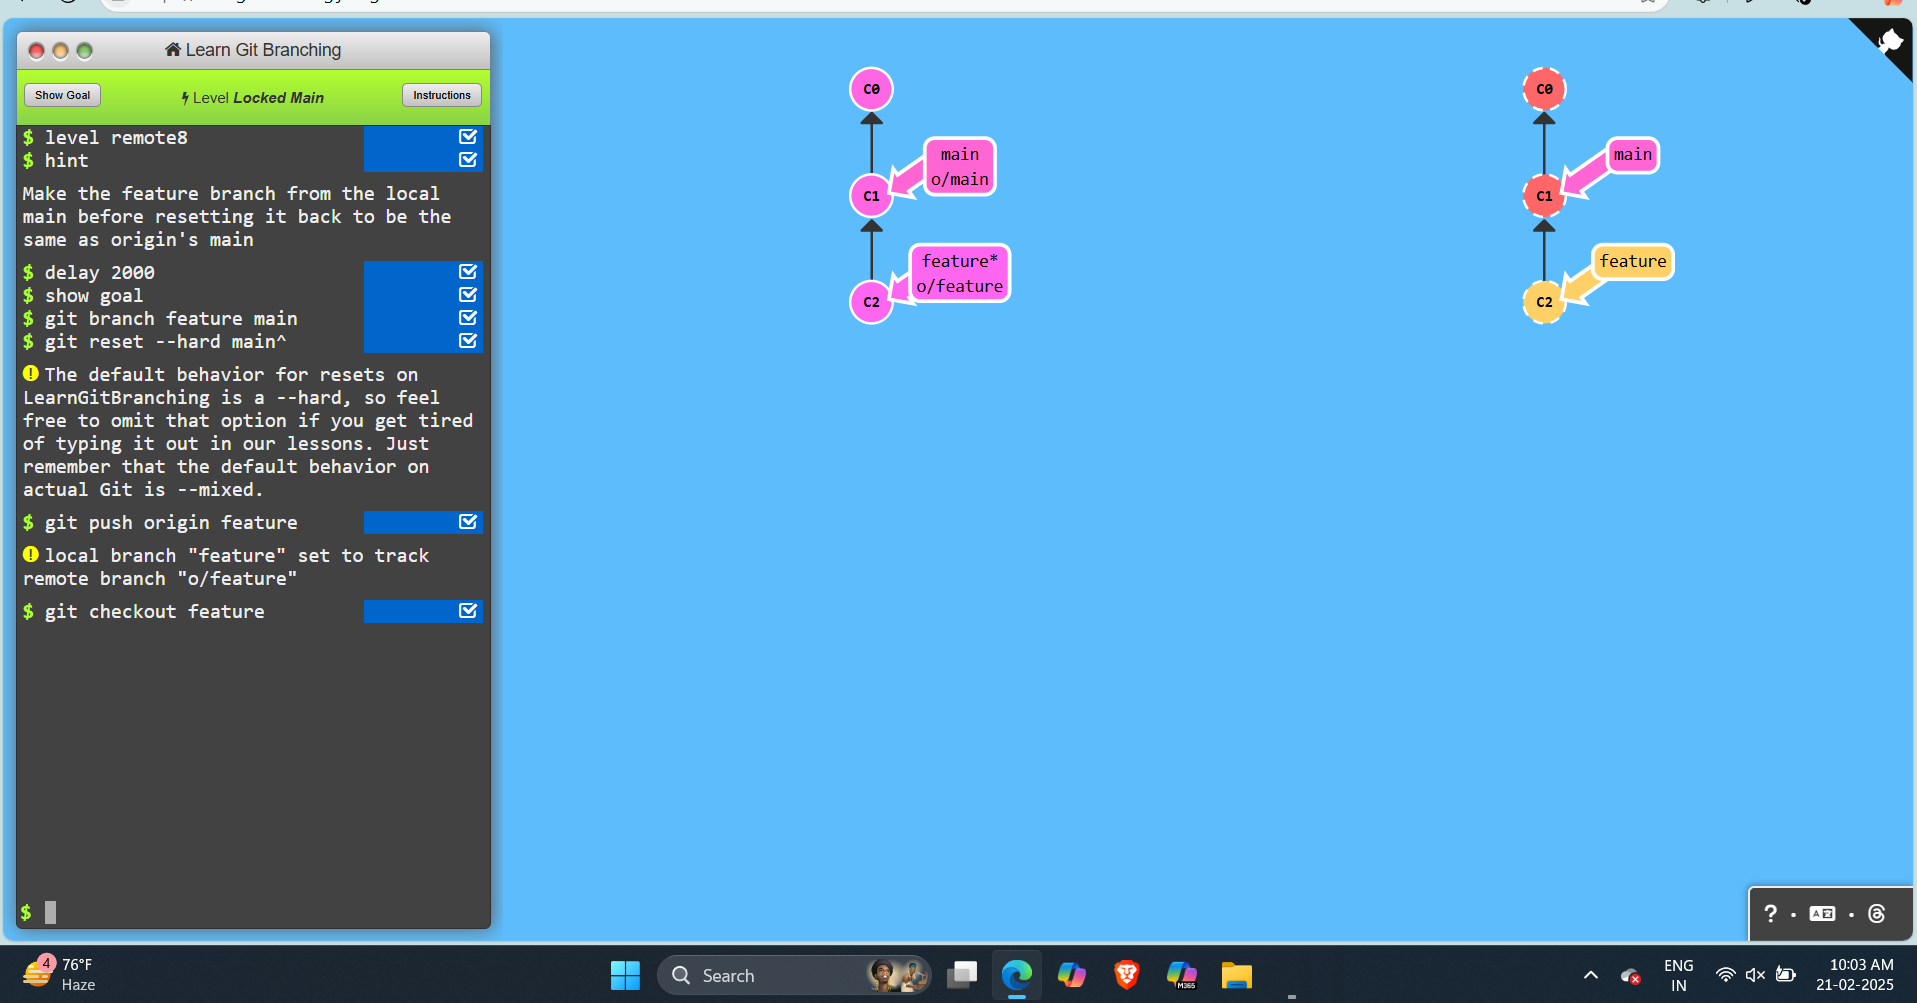 Learn Git Branching
Show Goal
Level Locked Main
Instructions
$ level remote8
$ hint
Make the feature branch from the local
main before resetting it back to be the
same as origin's main
$ delay 2000
$ show goal
$ git branch feature main
$ git reset --hard main^
! The default behavior for resets on
LearnGitBranching is a --hard, so feel
free to omit that option if you get tired
of typing it out in our lessons. Just
remember that the default behavior on
actual Git is --mixed.
$ git push origin feature
! local branch "feature" set to track
remote branch "o/feature"
$ git checkout feature
$
C0
main
o/main
C1
feature*
o/feature
C2
C0
main
C1
feature
C2
? · A · 
4
76°F
Haze
Search
M365
ENG
IN
10:03 AM
21-02-2025